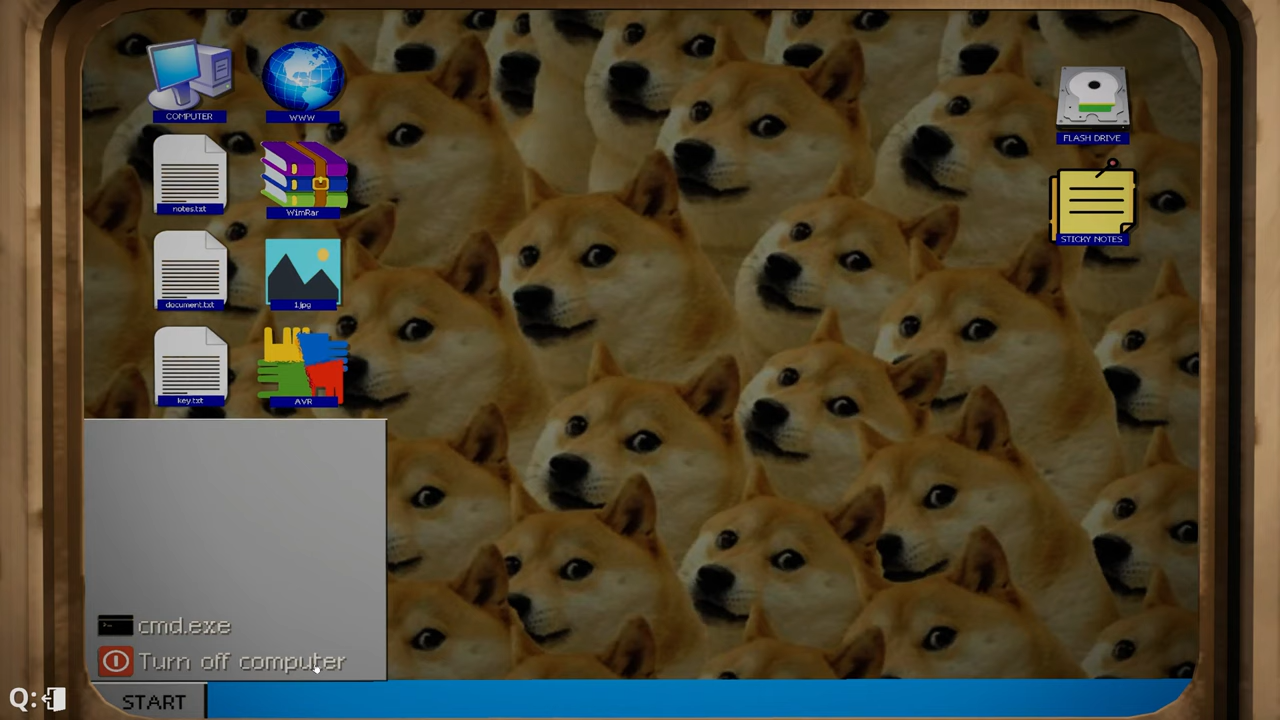 COMPUTER
WWW
notes.txt
WimRar
document.txt
1.jpg
key.txt
AVR
FLASH DRIVE
STICKY NOTES
cmd.exe
Turn off computer
START
Q: